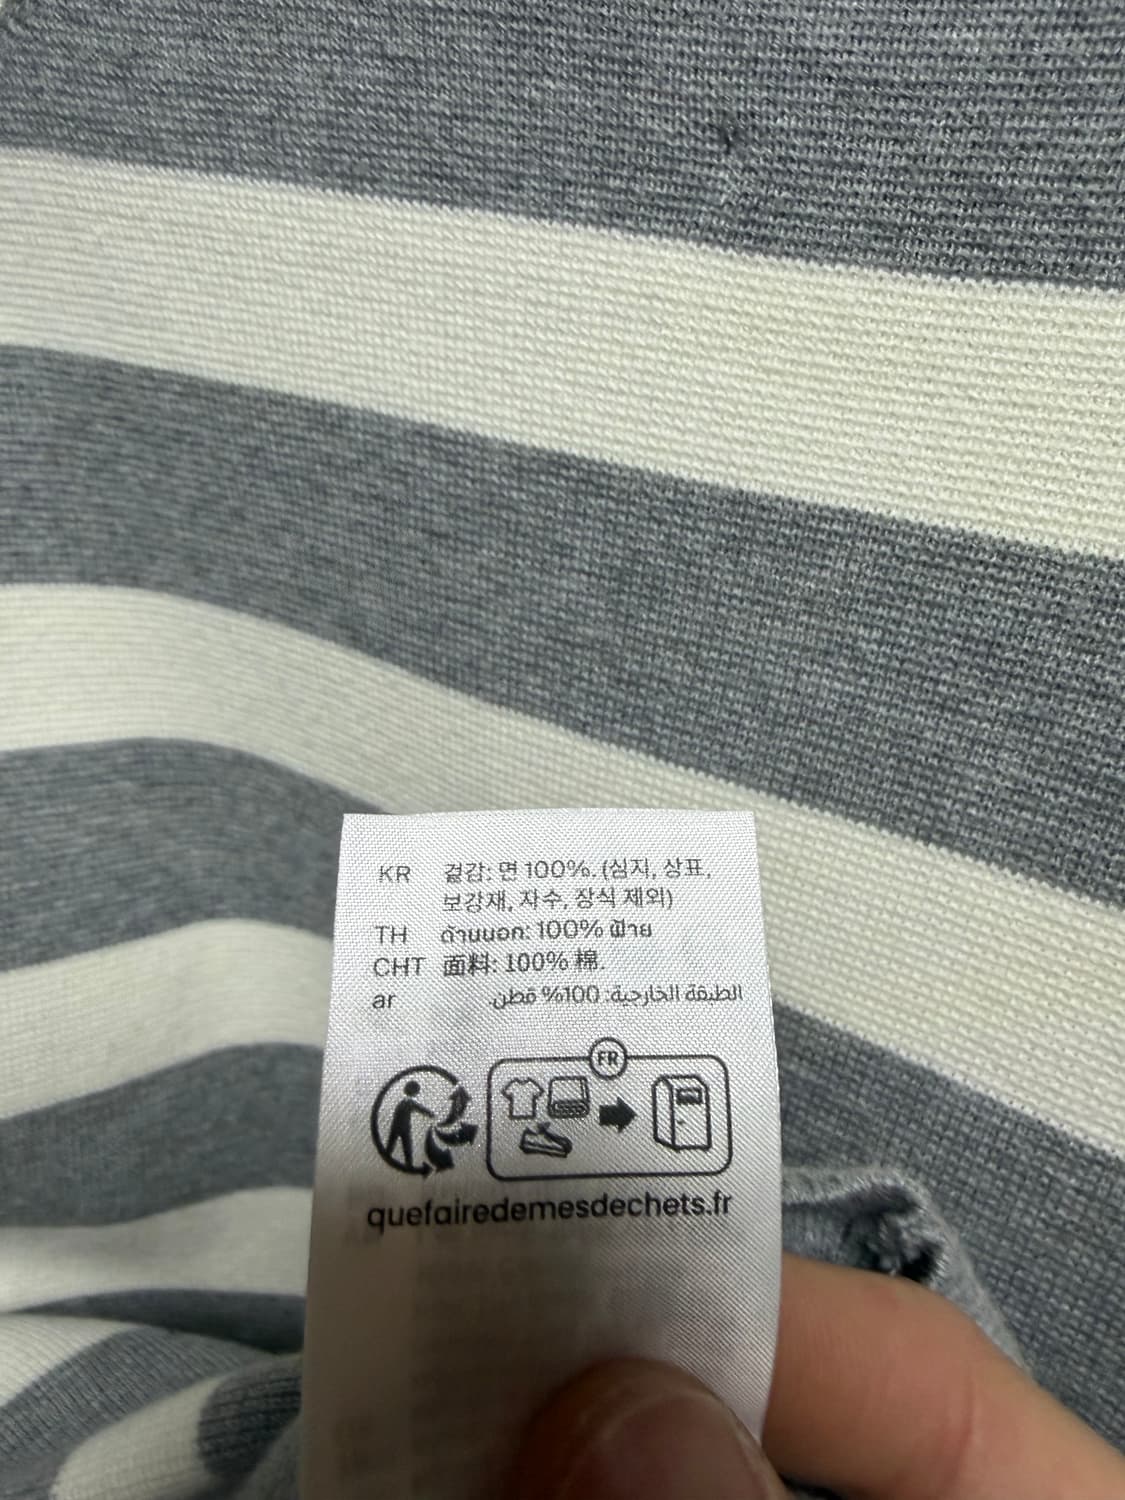 KR 겉감: 면 100%. (심지, 상표,
보강재, 자수, 장식 제외)
TH ด้านนอก: 100% ฝ้าย
CHT 面料: 100% 棉.
ar الطبقة الخارجية: 100% قطن.
FR
quefairedemesdechets.fr